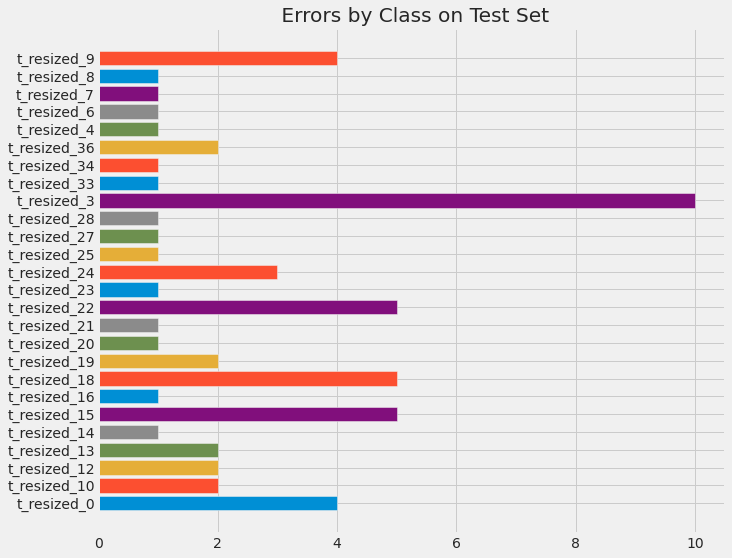 Errors by Class on Test Set
t_resized_9
t_resized_8
t_resized_7
t_resized_6
t_resized_4
t_resized_36
t_resized_34
t_resized_33
t_resized_3
t_resized_28
t_resized_27
t_resized_25
t_resized_24
t_resized_23
t_resized_22
t_resized_21
t_resized_20
t_resized_19
t_resized_18
t_resized_16
t_resized_15
t_resized_14
t_resized_13
t_resized_12
t_resized_10
t_resized_0
0 2 4 6 8 10